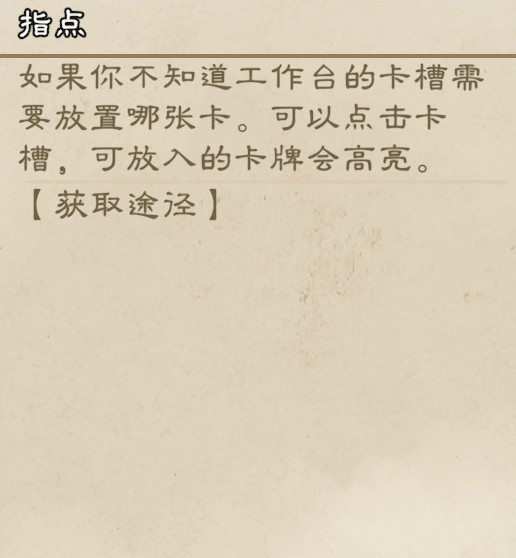 指点
如果你不知道工作台的卡槽需
要放置哪张卡。可以点击卡
槽，可放入的卡牌会高亮。
【获取途径】